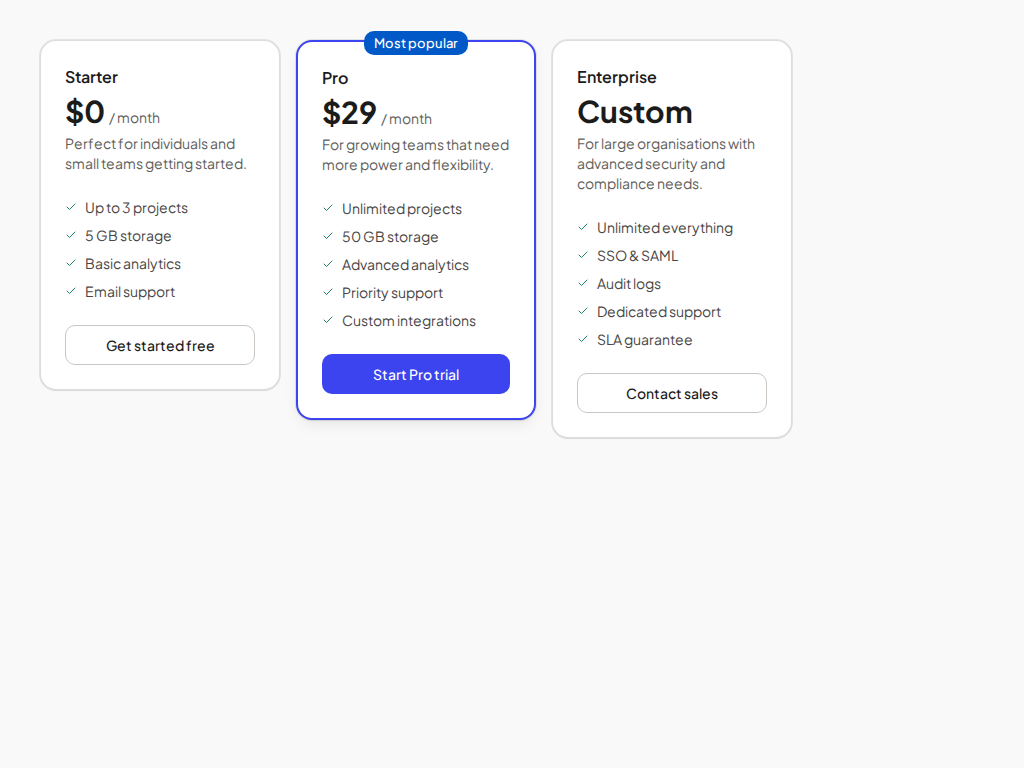 Starter
$0 / month
Perfect for individuals and
small teams getting started.
Up to 3 projects
5 GB storage
Basic analytics
Email support
Get started free
Most popular
Pro
$29 / month
For growing teams that need
more power and flexibility.
Unlimited projects
50 GB storage
Advanced analytics
Priority support
Custom integrations
Start Pro trial
Enterprise
Custom
For large organisations with
advanced security and
compliance needs.
Unlimited everything
SSO & SAML
Audit logs
Dedicated support
SLA guarantee
Contact sales